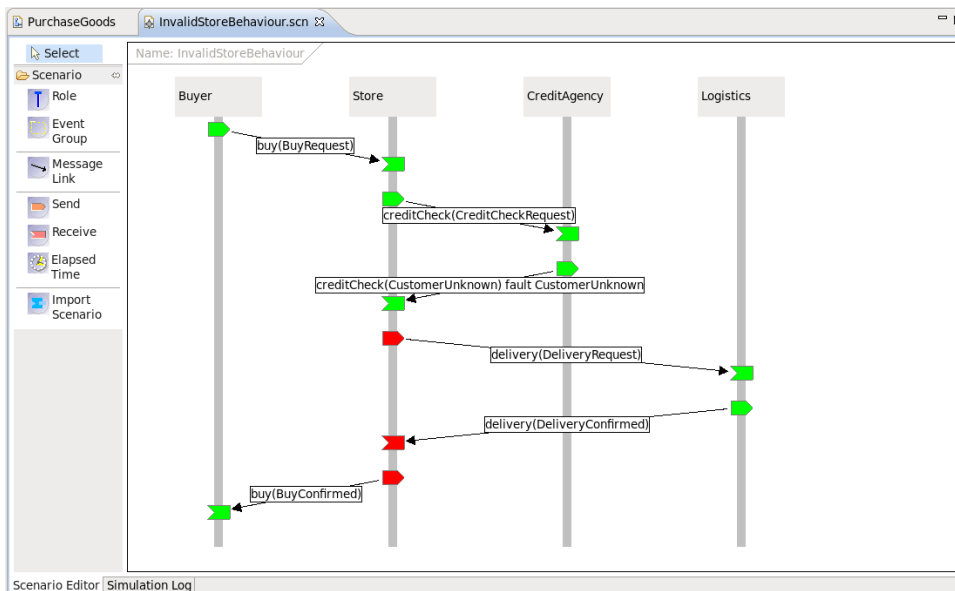 PurchaseGoods
InvalidStoreBehaviour.scn
Select
Scenario
Role
Event
Group
Message
Link
Send
Receive
Elapsed
Time
Import
Scenario
Name: InvalidStoreBehaviour
Buyer
Store
CreditAgency
Logistics
buy(BuyRequest)
creditCheck(CreditCheckRequest)
creditCheck(CustomerUnknown) fault CustomerUnknown
delivery(DeliveryRequest)
delivery(DeliveryConfirmed)
buy(BuyConfirmed)
Scenario Editor
Simulation Log